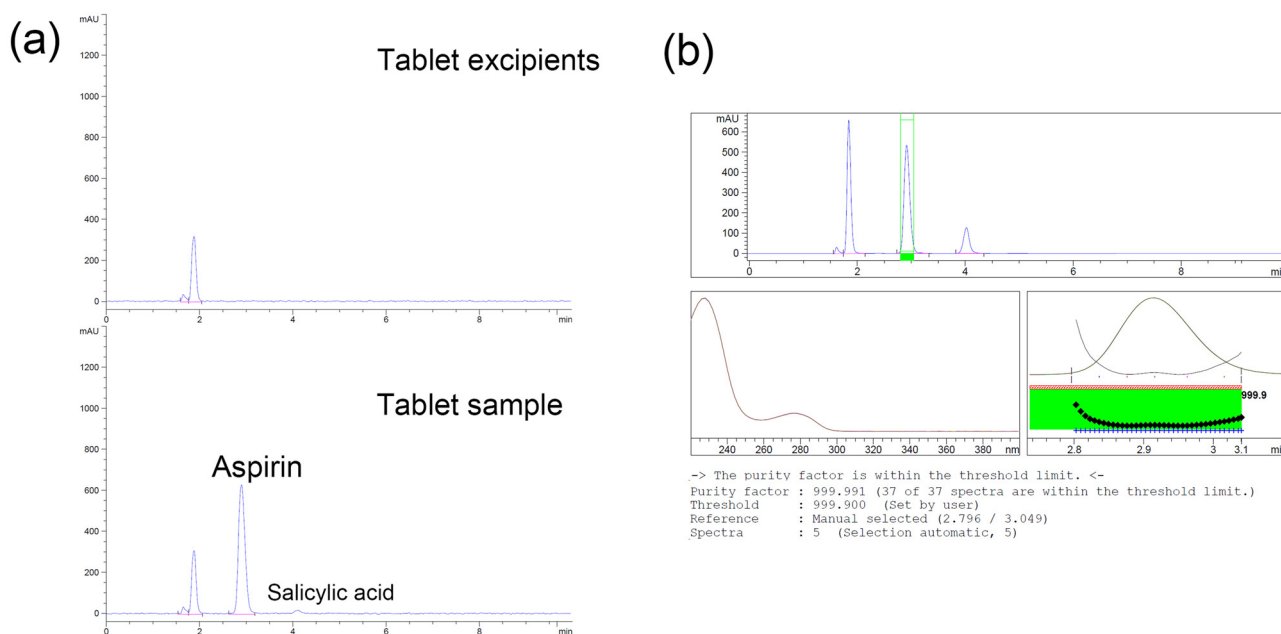 (a)
mAU
Tablet excipients
1200
1000
800
600
400
200
0
0 2 4 6 8 min
mAU
Tablet sample
1200
1000
800
Aspirin
600
400
200
Salicylic acid
0
0 2 4 6 8 min
(b)
mAU
600
500
400
300
200
100
0
0 2 4 6 8 mi
240 260 280 300 320 340 360 380 nm
999.9
2.8 2.9 3 3.1 mi
-> The purity factor is within the threshold limit. <-
Purity factor : 999.991 (37 of 37 spectra are within the threshold limit.)
Threshold : 999.900 (Set by user)
Reference : Manual selected (2.796 / 3.049)
Spectra : 5 (Selection automatic, 5)